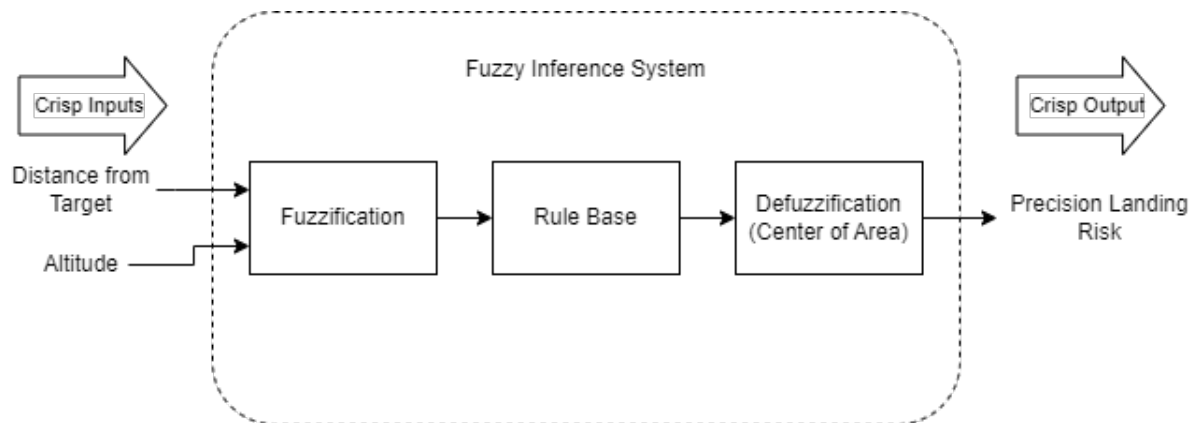 Fuzzy Inference System
Crisp Inputs
Crisp Output
Distance from
Target
Altitude
Fuzzification
Rule Base
Defuzzification
(Center of Area)
Precision Landing
Risk